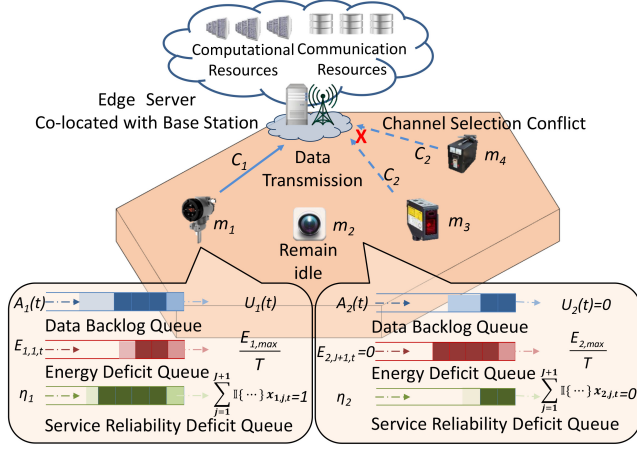 Computational Communication
Resources Resources
Edge Server
Co-located with Base Station
Channel Selection Conflict
X
C₁
Data
Transmission
C₂
C₂
m₄
m₁
m₂
m₃
Remain
idle
A₁(t) U₁(t)
Data Backlog Queue
E₁,₁,t E₁,max / T
Energy Deficit Queue
η₁ ∑_{j=1}^{J+1} 𝕀{⋯} x₁,j,t=1
Service Reliability Deficit Queue
A₂(t) U₂(t)=0
Data Backlog Queue
E₂,J+1,t=0 E₂,max / T
Energy Deficit Queue
η₂ ∑_{j=1}^{J+1} 𝕀{⋯} x₂,j,t=0
Service Reliability Deficit Queue